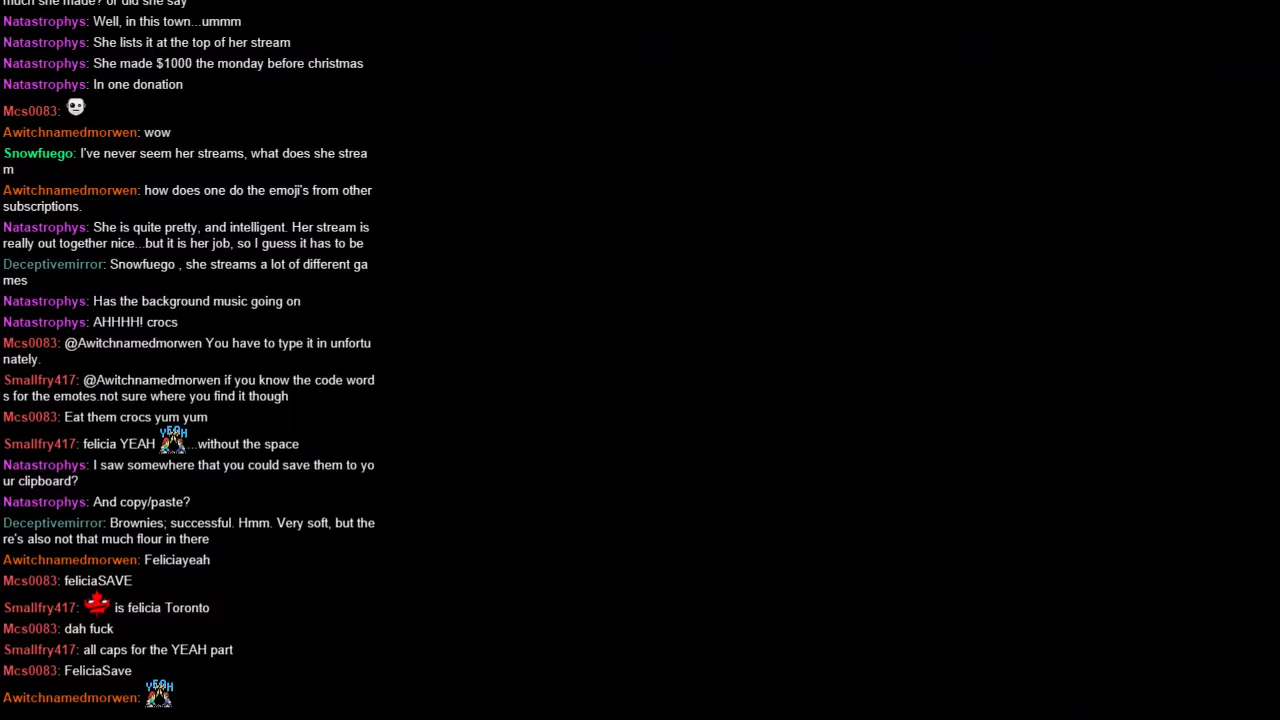 much she made? or did she say
Natastrophys: Well, in this town...ummm
Natastrophys: She lists it at the top of her stream
Natastrophys: She made $1000 the monday before christmas
Natastrophys: In one donation
Mcs0083:
Awitchnamedmorwen: wow
Snowfuego: I've never seem her streams, what does she strea
m
Awitchnamedmorwen: how does one do the emoji's from other
subscriptions.
Natastrophys: She is quite pretty, and intelligent. Her stream is
really out together nice...but it is her job, so I guess it has to be
Deceptivemirror: Snowfuego , she streams a lot of different ga
mes
Natastrophys: Has the background music going on
Natastrophys: AHHHH! crocs
Mcs0083: @Awitchnamedmorwen You have to type it in unfortu
nately.
Smallfry417: @Awitchnamedmorwen if you know the code word
s for the emotes.not sure where you find it though
Mcs0083: Eat them crocs yum yum
Smallfry417: felicia YEAH YEAH ...without the space
Natastrophys: I saw somewhere that you could save them to yo
ur clipboard?
Natastrophys: And copy/paste?
Deceptivemirror: Brownies; successful. Hmm. Very soft, but the
re's also not that much flour in there
Awitchnamedmorwen: Feliciayeah
Mcs0083: feliciaSAVE
Smallfry417: is felicia Toronto
Mcs0083: dah fuck
Smallfry417: all caps for the YEAH part
Mcs0083: FeliciaSave
Awitchnamedmorwen: YEAH